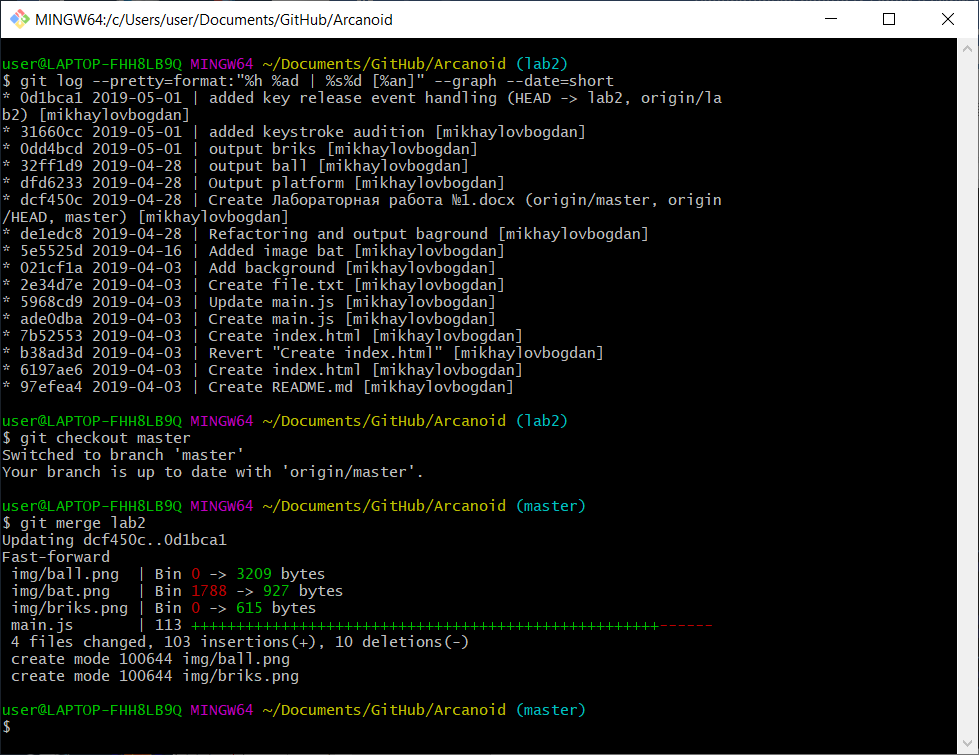 MINGW64:/c/Users/user/Documents/GitHub/Arcanoid
user@LAPTOP-FHH8LB9Q MINGW64 ~/Documents/GitHub/Arcanoid (lab2)
$ git log --pretty=format:"%h %ad | %s%d [%an]" --graph --date=short
* 0d1bca1 2019-05-01 | added key release event handling (HEAD -> lab2, origin/la
b2) [mikhaylovbogdan]
* 31660cc 2019-05-01 | added keystroke audition [mikhaylovbogdan]
* 0dd4bcd 2019-05-01 | output briks [mikhaylovbogdan]
* 32ff1d9 2019-04-28 | output ball [mikhaylovbogdan]
* dfd6233 2019-04-28 | Output platform [mikhaylovbogdan]
* dcf450c 2019-04-28 | Create Лабораторная работа №1.docx (origin/master, origin
/HEAD, master) [mikhaylovbogdan]
* de1edc8 2019-04-28 | Refactoring and output baground [mikhaylovbogdan]
* 5e5525d 2019-04-16 | Added image bat [mikhaylovbogdan]
* 021cf1a 2019-04-03 | Add background [mikhaylovbogdan]
* 2e34d7e 2019-04-03 | Create file.txt [mikhaylovbogdan]
* 5968cd9 2019-04-03 | Update main.js [mikhaylovbogdan]
* ade0dba 2019-04-03 | Create main.js [mikhaylovbogdan]
* 7b52553 2019-04-03 | Create index.html [mikhaylovbogdan]
* b38ad3d 2019-04-03 | Revert "Create index.html" [mikhaylovbogdan]
* 6197ae6 2019-04-03 | Create index.html [mikhaylovbogdan]
* 97efea4 2019-04-03 | Create README.md [mikhaylovbogdan]
user@LAPTOP-FHH8LB9Q MINGW64 ~/Documents/GitHub/Arcanoid (lab2)
$ git checkout master
Switched to branch 'master'
Your branch is up to date with 'origin/master'.
user@LAPTOP-FHH8LB9Q MINGW64 ~/Documents/GitHub/Arcanoid (master)
$ git merge lab2
Updating dcf450c..0d1bca1
Fast-forward
 img/ball.png  | Bin 0 -> 3209 bytes
 img/bat.png   | Bin 1788 -> 927 bytes
 img/briks.png | Bin 0 -> 615 bytes
 main.js       | 113 ++++++++++++++++++++++++++++++++++++++++++++++++++++------
 4 files changed, 103 insertions(+), 10 deletions(-)
 create mode 100644 img/ball.png
 create mode 100644 img/briks.png
user@LAPTOP-FHH8LB9Q MINGW64 ~/Documents/GitHub/Arcanoid (master)
$